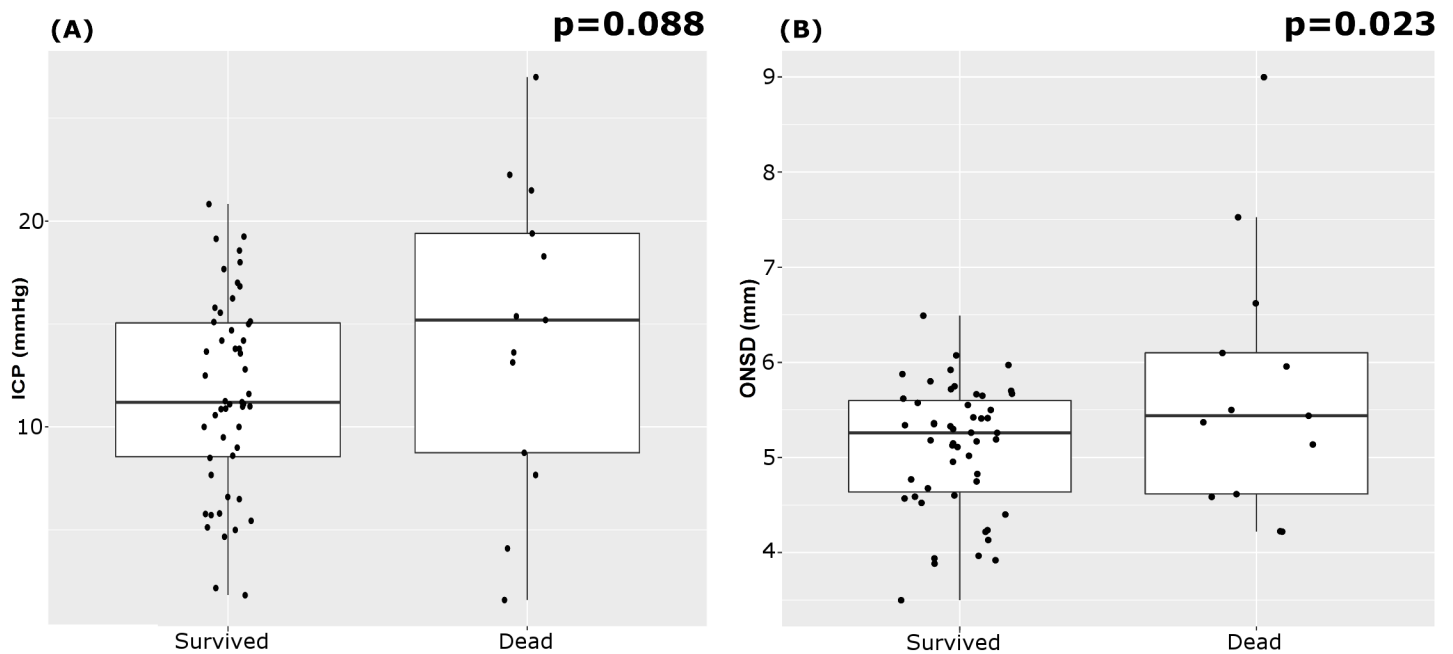 (A)
p=0.088
ICP (mmHg)
20
10
Survived
Dead
(B)
p=0.023
ONSD (mm)
9
8
7
6
5
4
Survived
Dead